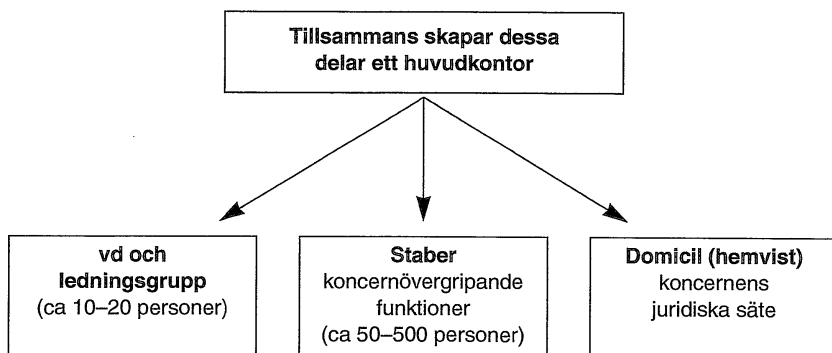 Tillsammans skapar dessa
delar ett huvudkontor
vd och
ledningsgrupp
(ca 10–20 personer)
Staber
koncernövergripande
funktioner
(ca 50–500 personer)
Domicil (hemvist)
koncernens
juridiska säte